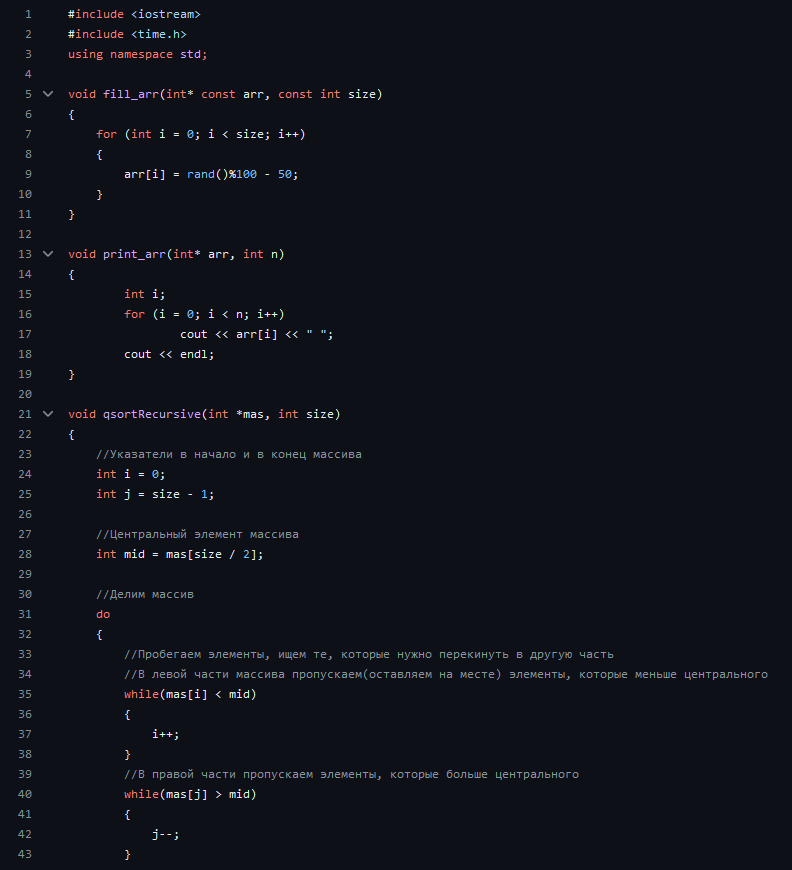 1 #include <iostream>
2 #include <time.h>
3 using namespace std;
4
5 void fill_arr(int* const arr, const int size)
6 {
7     for (int i = 0; i < size; i++)
8     {
9         arr[i] = rand()%100 - 50;
10     }
11 }
12
13 void print_arr(int* arr, int n)
14 {
15         int i;
16         for (i = 0; i < n; i++)
17                 cout << arr[i] << " ";
18         cout << endl;
19 }
20
21 void qsortRecursive(int *mas, int size)
22 {
23     //Указатели в начало и в конец массива
24     int i = 0;
25     int j = size - 1;
26
27     //Центральный элемент массива
28     int mid = mas[size / 2];
29
30     //Делим массив
31     do
32     {
33         //Пробегаем элементы, ищем те, которые нужно перекинуть в другую часть
34         //В левой части массива пропускаем(оставляем на месте) элементы, которые меньше центрального
35         while(mas[i] < mid)
36         {
37             i++;
38         }
39         //В правой части пропускаем элементы, которые больше центрального
40         while(mas[j] > mid)
41         {
42             j--;
43         }